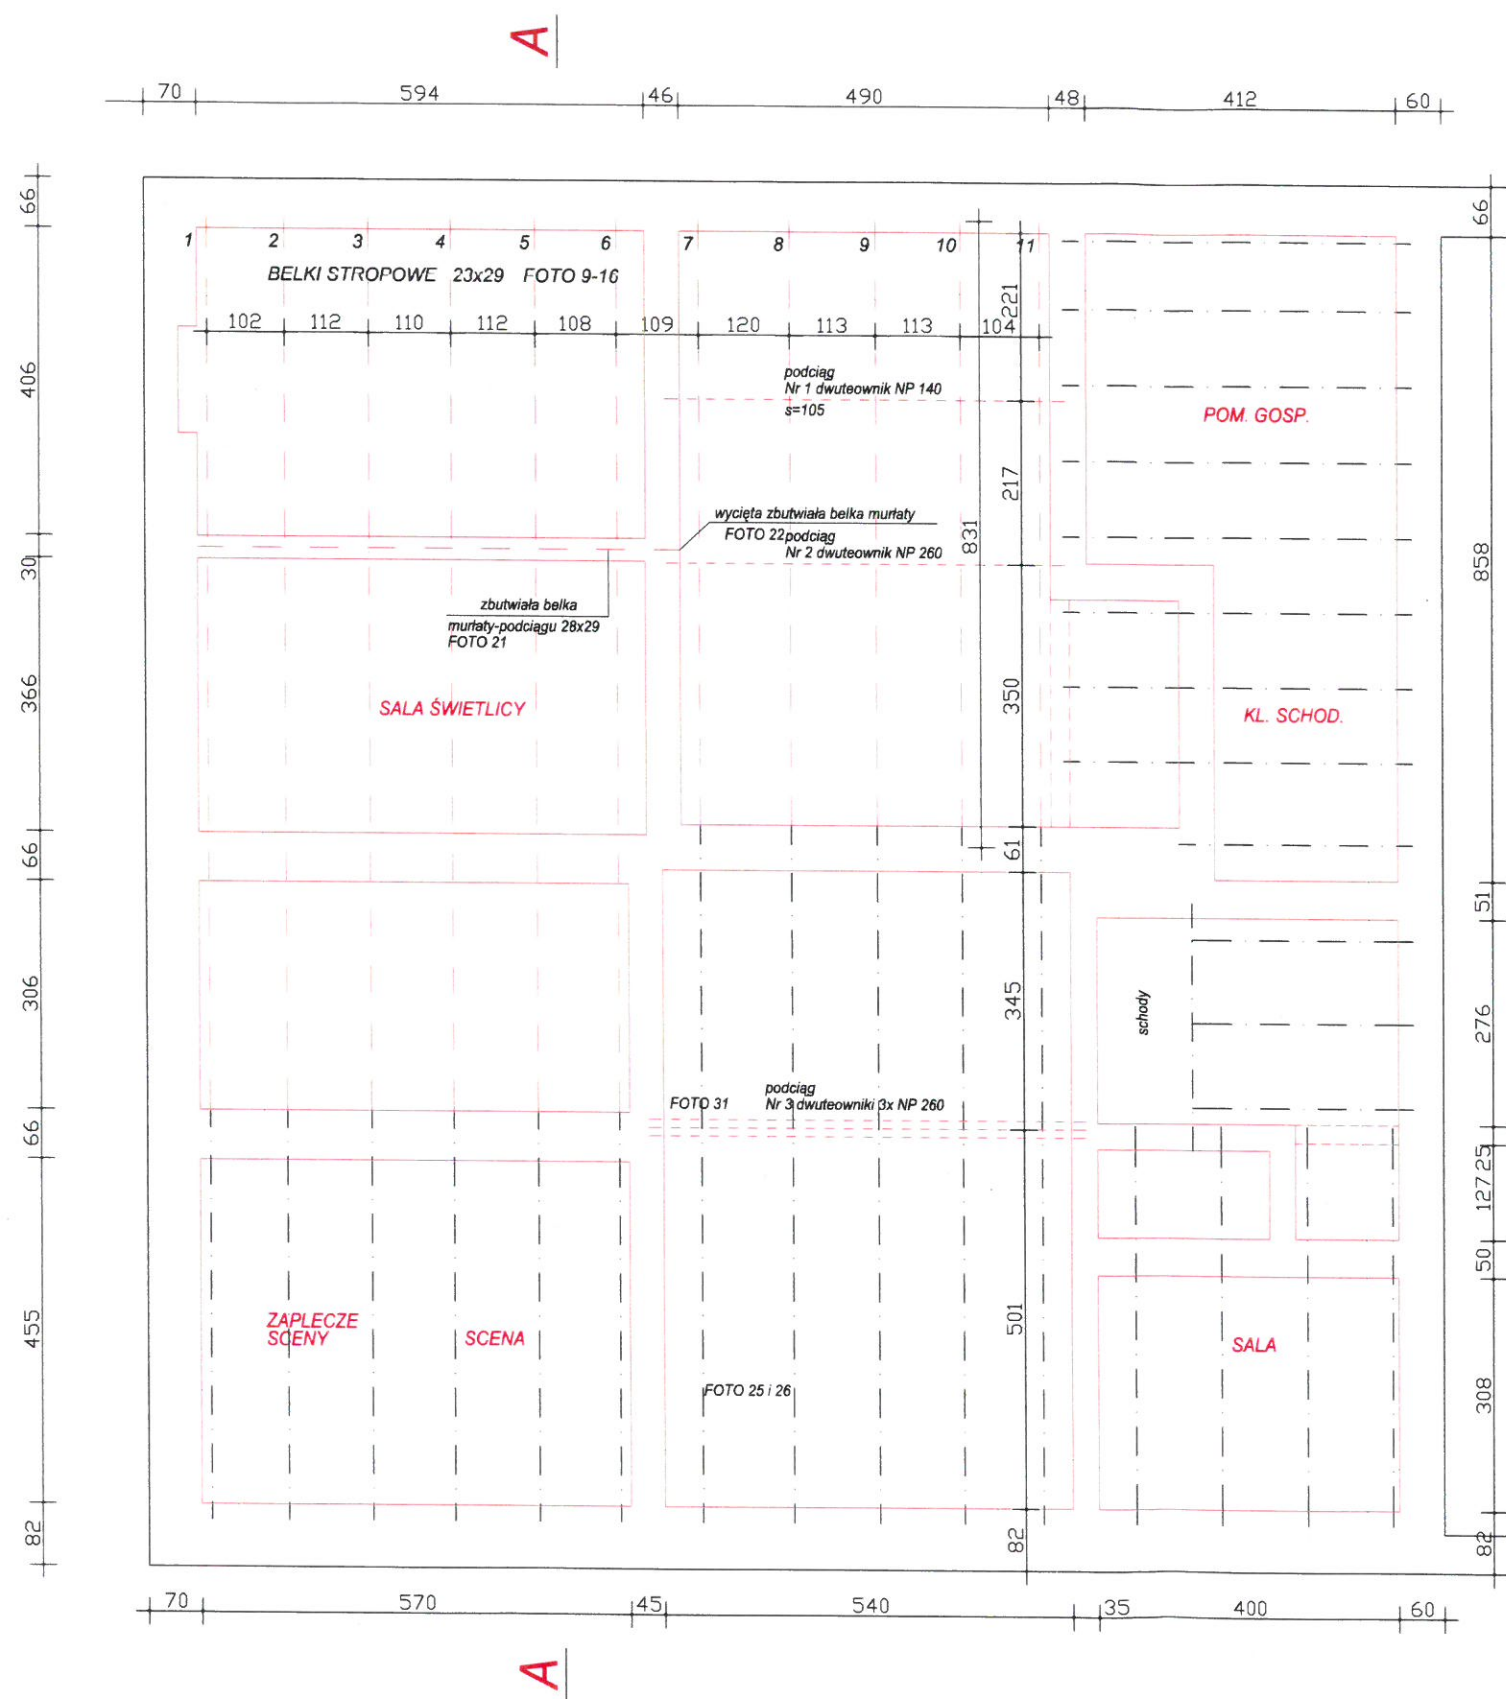 A
70 594 46 490 48 412 60
66
66
1 2 3 4 5 6 7 8 9 10 11
BELKI STROPOWE 23x29 FOTO 9-16
221
102 112 110 112 108 109 120 113 113 104
406
podciąg
Nr 1 dwuteownik NP 140
s=105
POM. GOSP.
217
wycięta zbutwiała belka murłaty
FOTO 22 podciąg
Nr 2 dwuteownik NP 260
831
30
858
zbutwiała belka
murłaty-podciągu 28x29
FOTO 21
366
SALA ŚWIETLICY
350
KL. SCHOD.
66
61
51
306
345
schody
276
FOTO 31
podciąg
Nr 3 dwuteowniki 3x NP 260
66
25
127
50
455
ZAPLECZE
SCENY
SCENA
501
SALA
FOTO 25 i 26
308
82
82
82
70 570 45 540 35 400 60
A